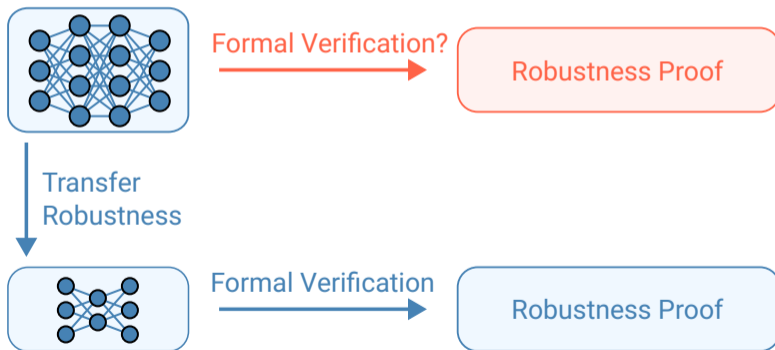 Formal Verification?
Robustness Proof
Transfer
Robustness
Formal Verification
Robustness Proof